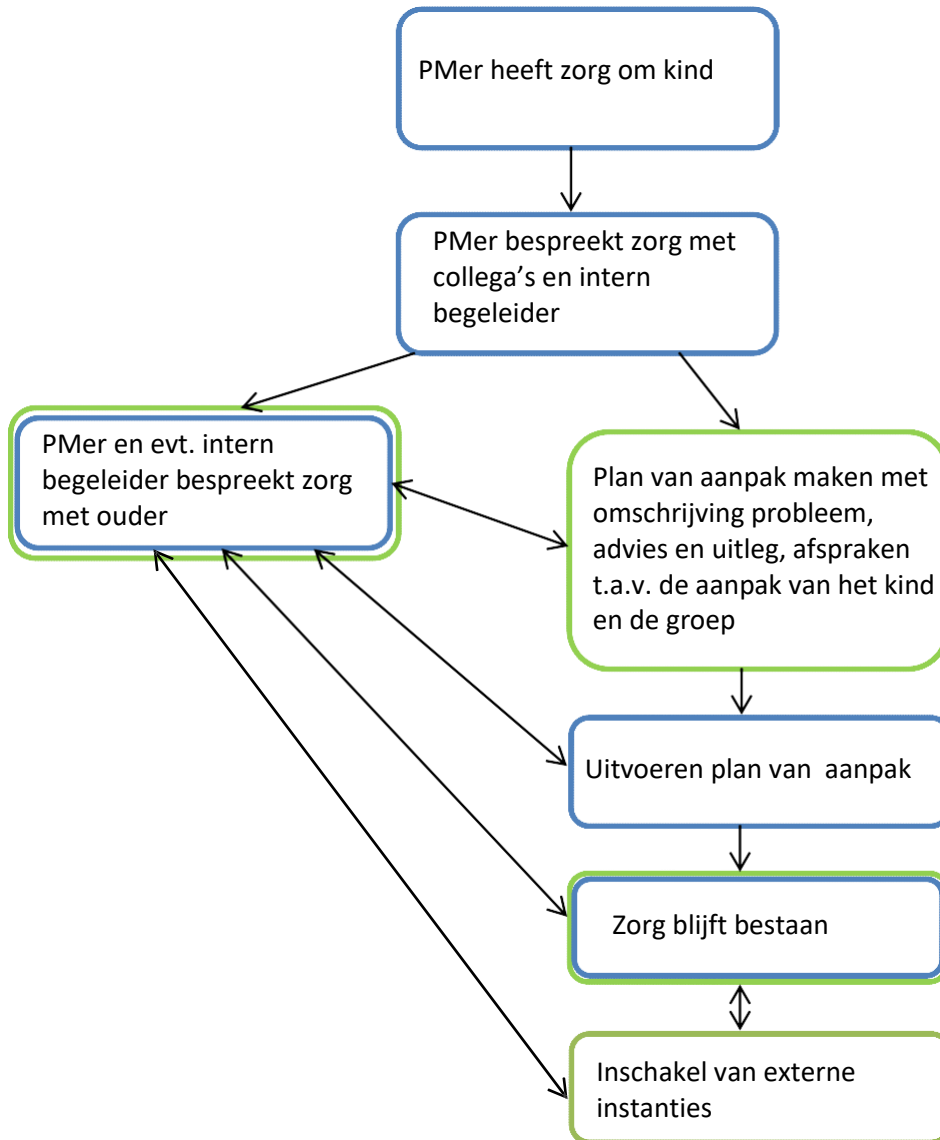 PMer heeft zorg om kind
PMer bespreekt zorg met
collega’s en intern
begeleider
PMer en evt. intern
begeleider bespreekt zorg
met ouder
Plan van aanpak maken met
omschrijving probleem,
advies en uitleg, afspraken
t.a.v. de aanpak van het kind
en de groep
Uitvoeren plan van  aanpak
Zorg blijft bestaan
Inschakel van externe
instanties